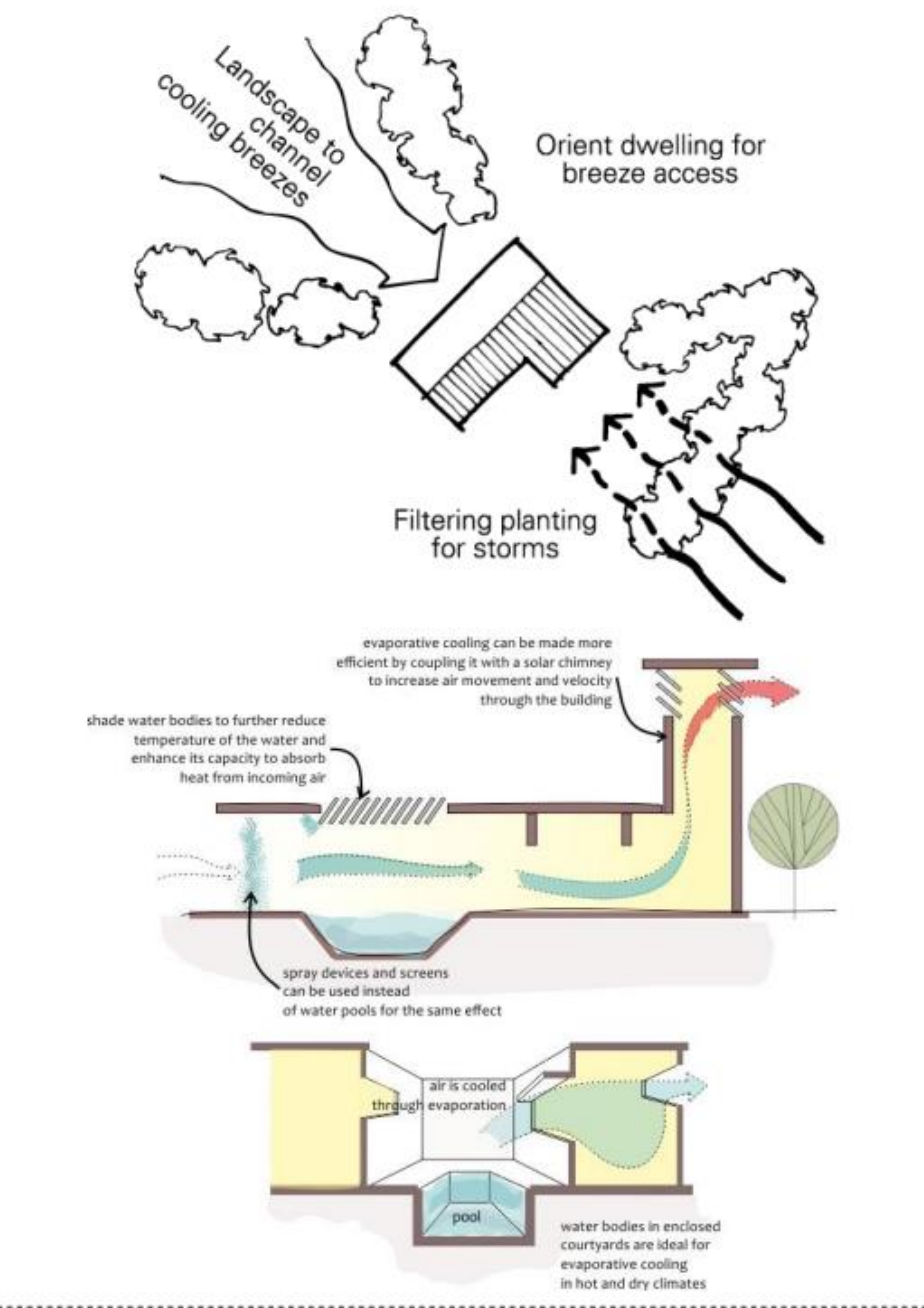 Landscape to
channel
cooling breezes
Orient dwelling for
breeze access
Filtering planting
for storms
evaporative cooling can be made more
efficient by coupling it with a solar chimney
to increase air movement and velocity
through the building
shade water bodies to further reduce
temperature of the water and
enhance its capacity to absorb
heat from incoming air
spray devices and screens
can be used instead
of water pools for the same effect
air is cooled
through evaporation
pool
water bodies in enclosed
courtyards are ideal for
evaporative cooling
in hot and dry climates